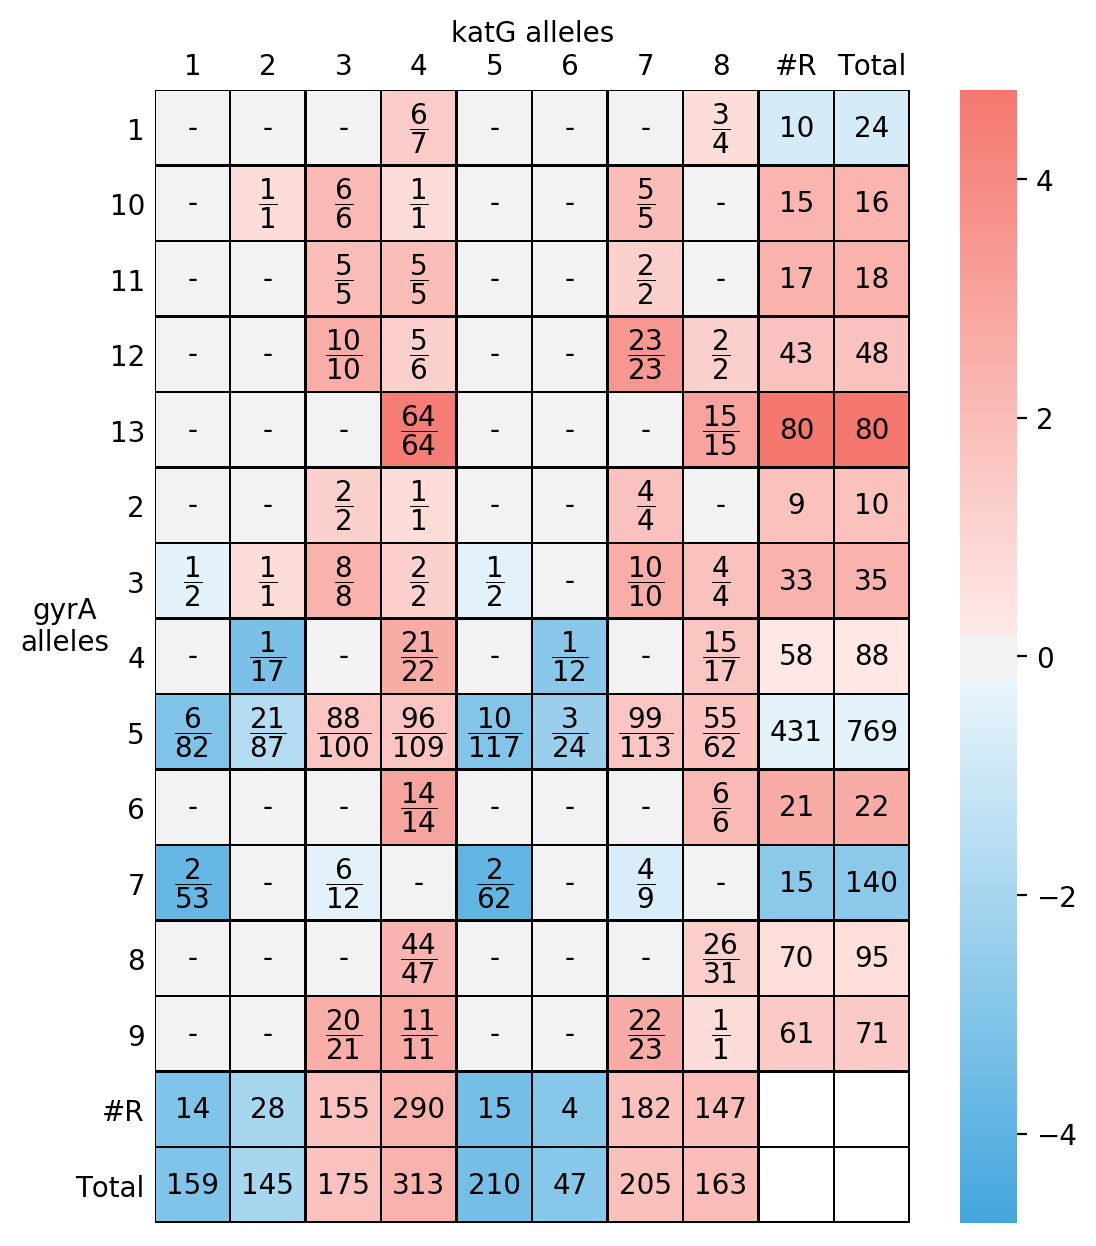 katG alleles
1 2 3 4 5 6 7 8 #R Total
1 - - - 6/7 - - - 3/4 10 24
10 - 1/1 6/6 1/1 - - 5/5 - 15 16
11 - - 5/5 5/5 - - 2/2 - 17 18
12 - - 10/10 5/6 - - 23/23 2/2 43 48
13 - - - 64/64 - - - 15/15 80 80
2 - - 2/2 1/1 - - 4/4 - 9 10
3 1/2 1/1 8/8 2/2 1/2 - 10/10 4/4 33 35
gyrA
alleles
4 - 1/17 - 21/22 - 1/12 - 15/17 58 88
5 6/82 21/87 88/100 96/109 10/117 3/24 99/113 55/62 431 769
6 - - - 14/14 - - - 6/6 21 22
7 2/53 - 6/12 - 2/62 - 4/9 - 15 140
8 - - - 44/47 - - - 26/31 70 95
9 - - 20/21 11/11 - - 22/23 1/1 61 71
#R 14 28 155 290 15 4 182 147
Total 159 145 175 313 210 47 205 163
4
2
0
−2
−4